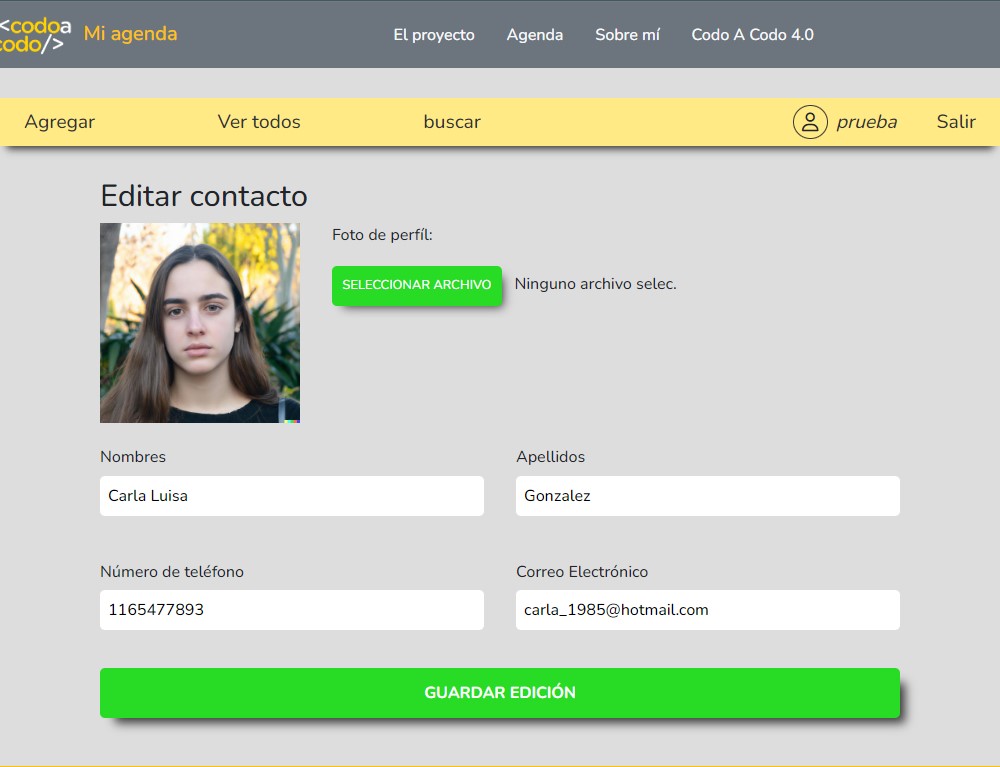 <codoa
codo/>
Mi agenda
El proyecto
Agenda
Sobre mí
Codo A Codo 4.0
Agregar
Ver todos
buscar
prueba
Salir
Editar contacto
Foto de perfíl:
SELECCIONAR ARCHIVO
Ninguno archivo selec.
Nombres
Apellidos
Carla Luisa
Gonzalez
Número de teléfono
Correo Electrónico
1165477893
carla_1985@hotmail.com
GUARDAR EDICIÓN